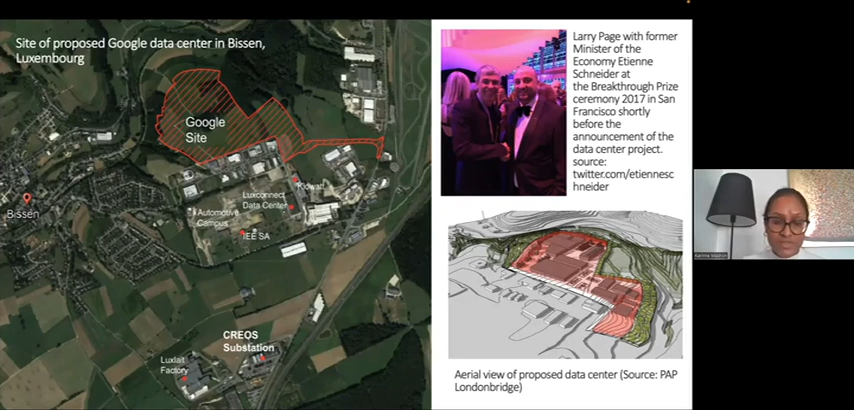 Site of proposed Google data center in Bissen,
Luxembourg
Google
Site
Bissen
Luxconnect
Data Center
Kiowatt
Automotive
Campus
IEE SA
CREOS
Substation
Luxlait
Factory
Larry Page with former
Minister of the
Economy Etienne
Schneider at
the Breakthrough Prize
ceremony 2017 in San
Francisco shortly
before the
announcement of the
data center project.
source:
twitter.com/etiennesc
hneider
Aerial view of proposed data center (Source: PAP
Londonbridge)